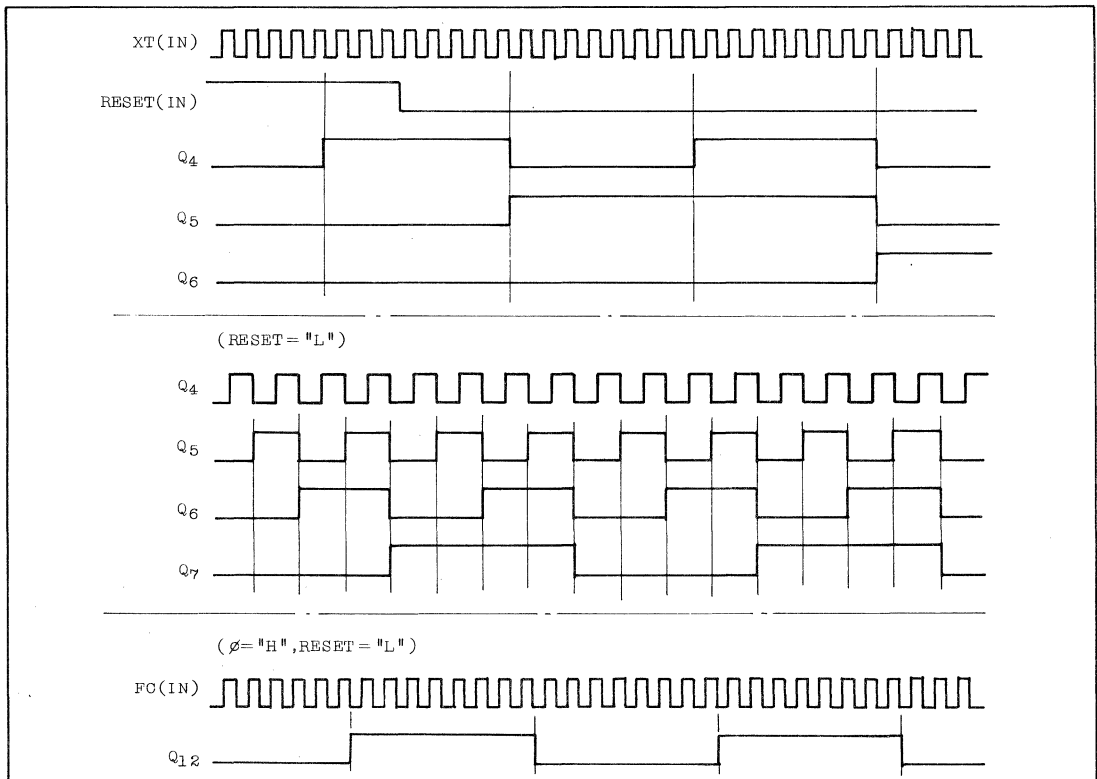 XT(IN)
RESET(IN)
Q4
Q5
Q6
(RESET = "L")
Q4
Q5
Q6
Q7
(ø="H",RESET = "L")
FC(IN)
Q12